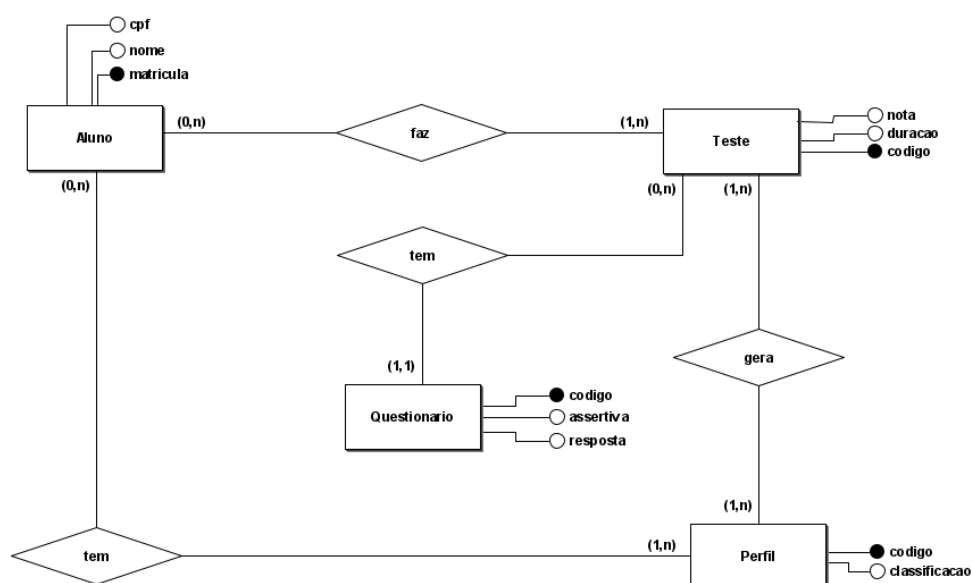 cpf
nome
matricula
Aluno
(0,n)
faz
(1,n)
Teste
nota
duracao
codigo
(0,n)
(0,n)
(1,n)
tem
gera
(1,1)
Questionario
codigo
assertiva
resposta
(1,n)
tem
(1,n)
Perfil
codigo
classificacao